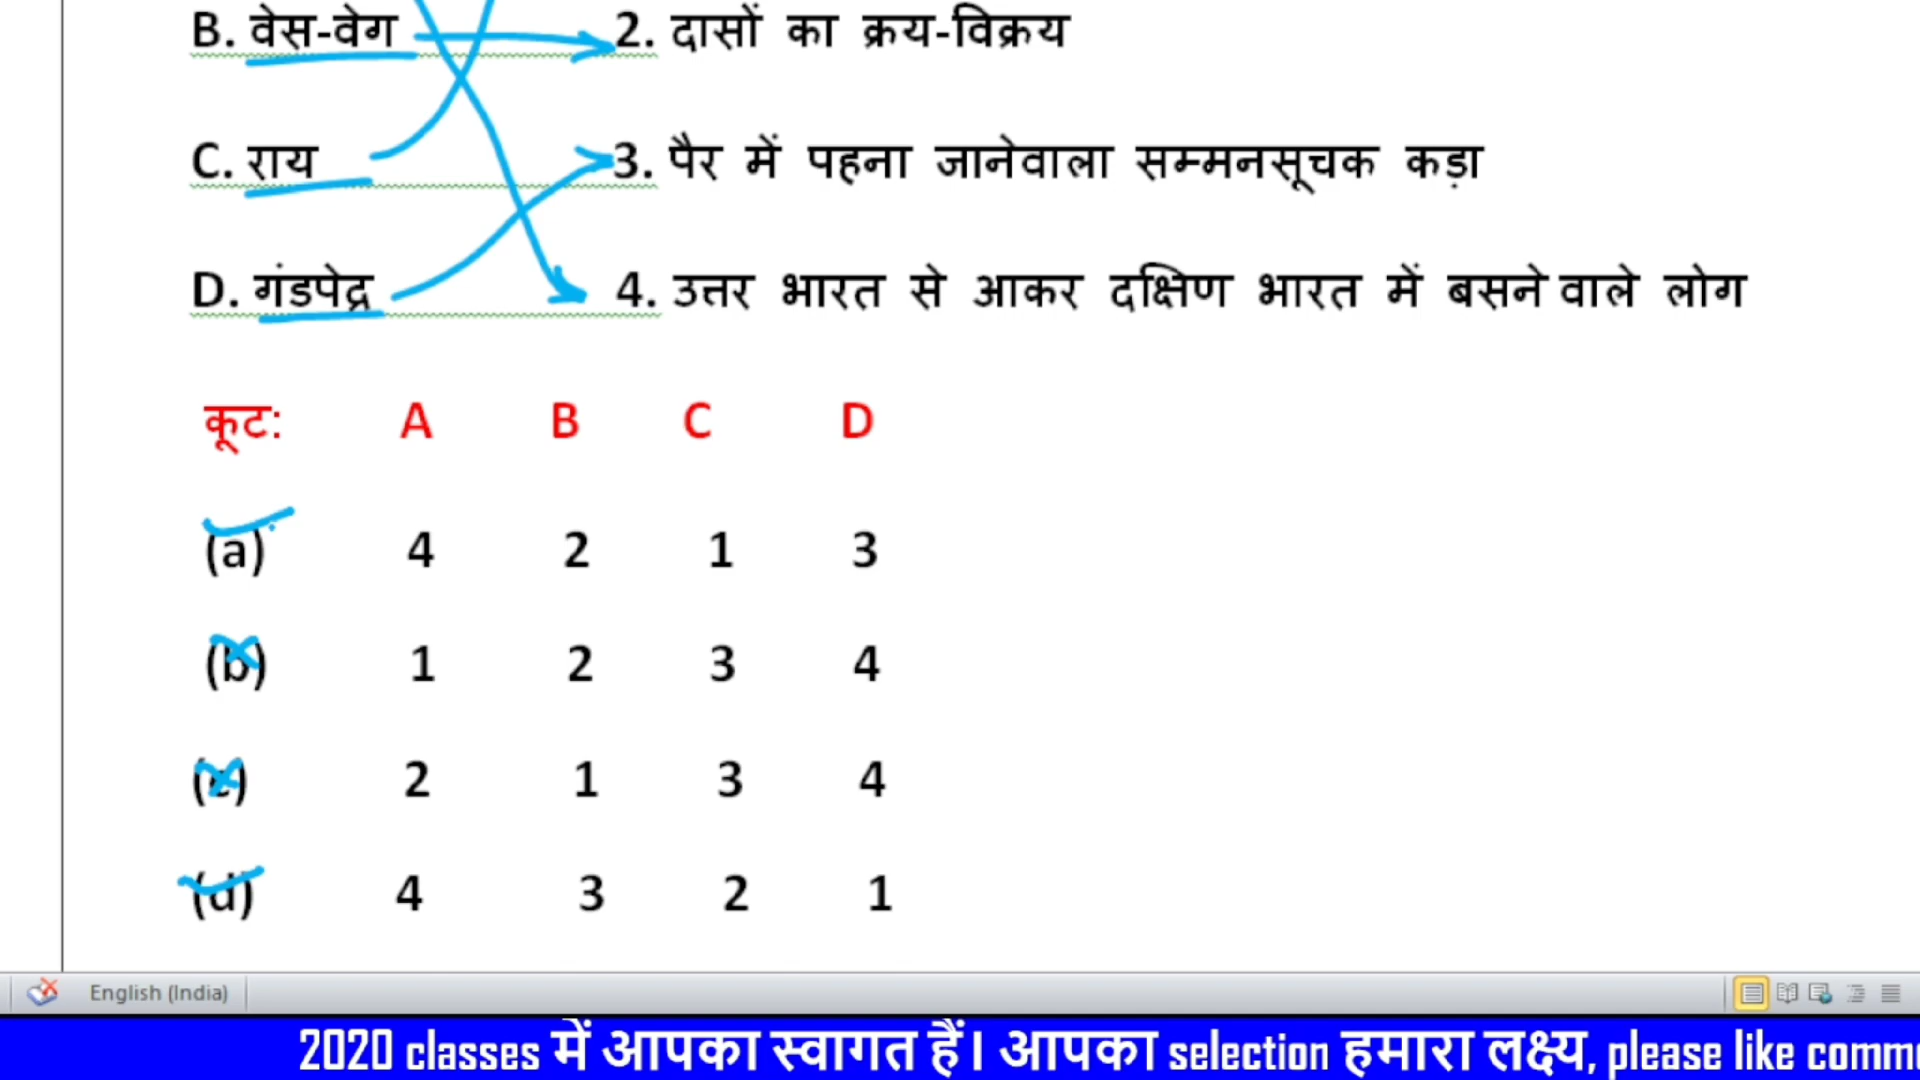 B. वेस-वेग 2. दासों का क्रय-विक्रय
C. राय 3. पैर में पहना जानेवाला सम्मनसूचक कड़ा
D. गंडपेद्र 4. उत्तर भारत से आकर दक्षिण भारत में बसने वाले लोग
कूट: A B C D
(a) 4 2 1 3
(b) 1 2 3 4
(c) 2 1 3 4
(d) 4 3 2 1
English (India)
2020 classes में आपका स्वागत हैं। आपका selection हमारा लक्ष्य, please like comm